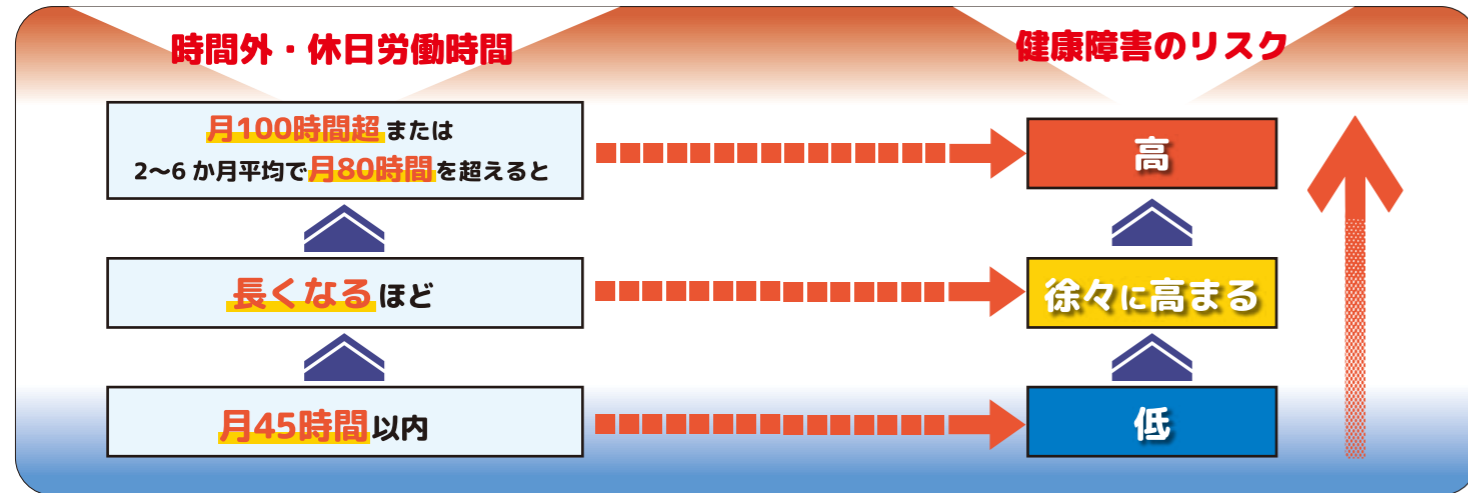 時間外・休日労働時間
健康障害のリスク
月100時間超または
2〜6か月平均で月80時間を超えると
高
長くなるほど
徐々に高まる
月45時間以内
低